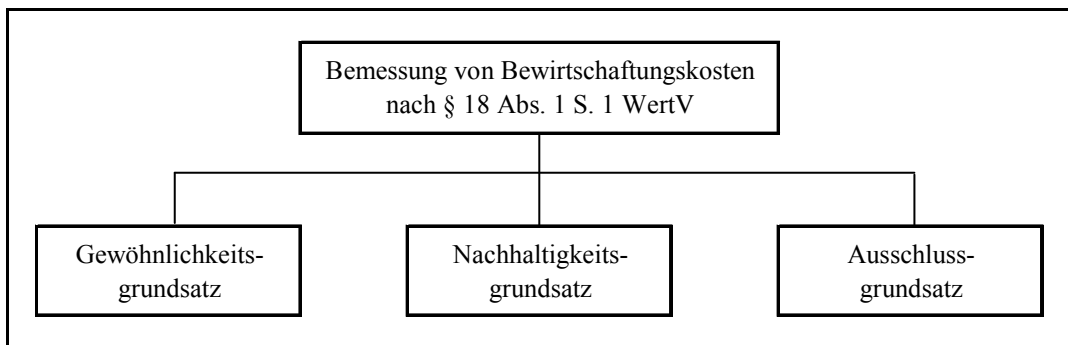 Bemessung von Bewirtschaftungskosten
nach § 18 Abs. 1 S. 1 WertV
Gewöhnlichkeits-
grundsatz
Nachhaltigkeits-
grundsatz
Ausschluss-
grundsatz